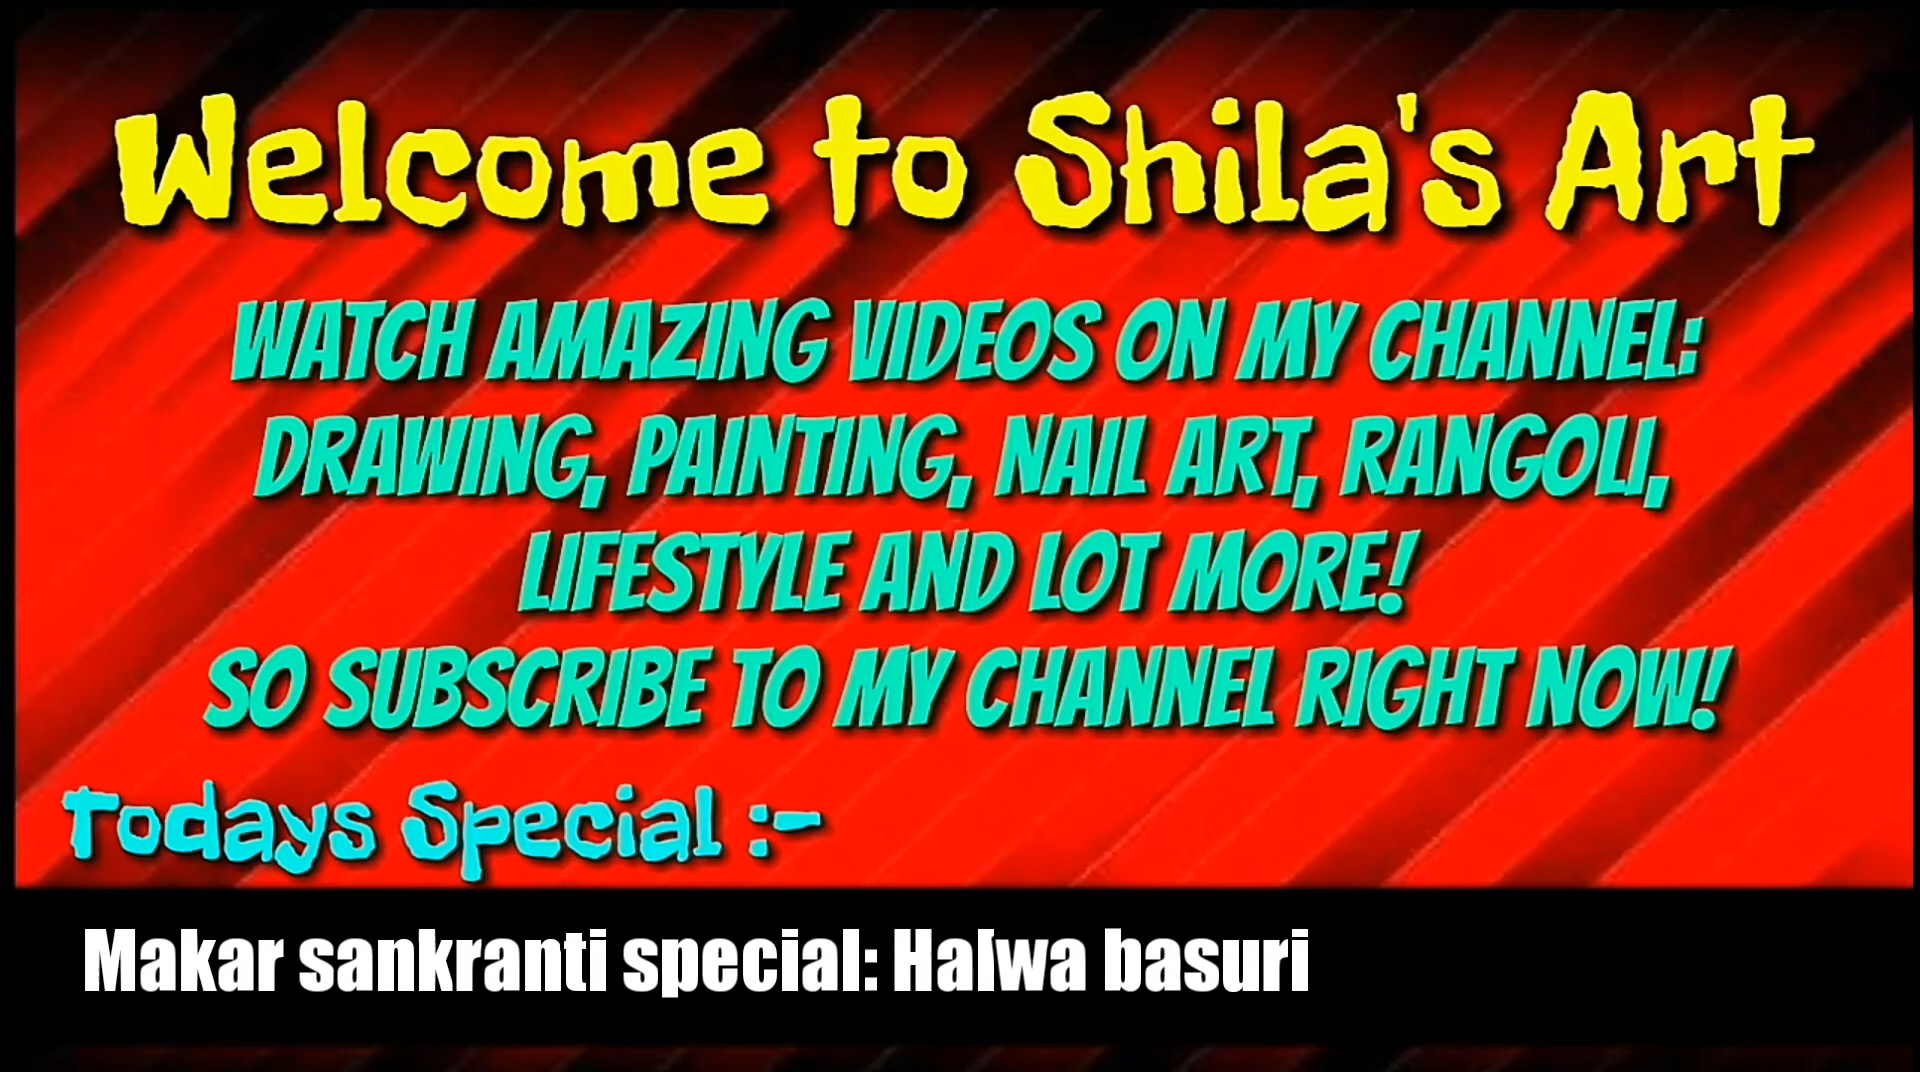 Welcome to Shila's Art
WATCH AMAZING VIDEOS ON MY CHANNEL:
DRAWING, PAINTING, NAIL ART, RANGOLI,
LIFESTYLE AND LOT MORE!
SO SUBSCRIBE TO MY CHANNEL RIGHT NOW!
Todays Special :-
Makar sankranti special: Halwa basuri